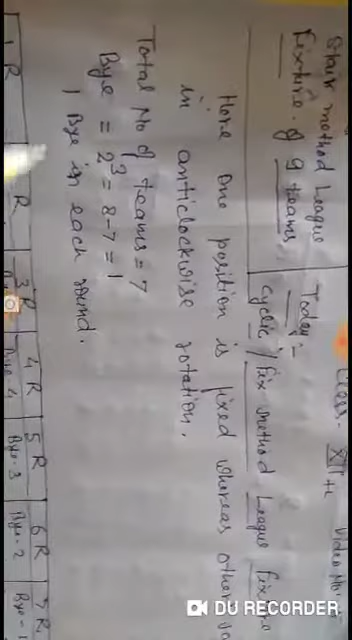 Class - XIth Video No.
Stair method League
Fixture of 9 teams,
Today :-
Cyclic / Fix method League Fixture
Here one position is fixed whereas other
in anticlockwise rotation.
Total No of teams = 7
Bye = 2³ = 8-7 = 1
1 Bye in each round.
1 R R 3 R 4 R 5 R 6 R 7 R
Bye-4 Bye-3 Bye-2 Bye-1
DU RECORDER